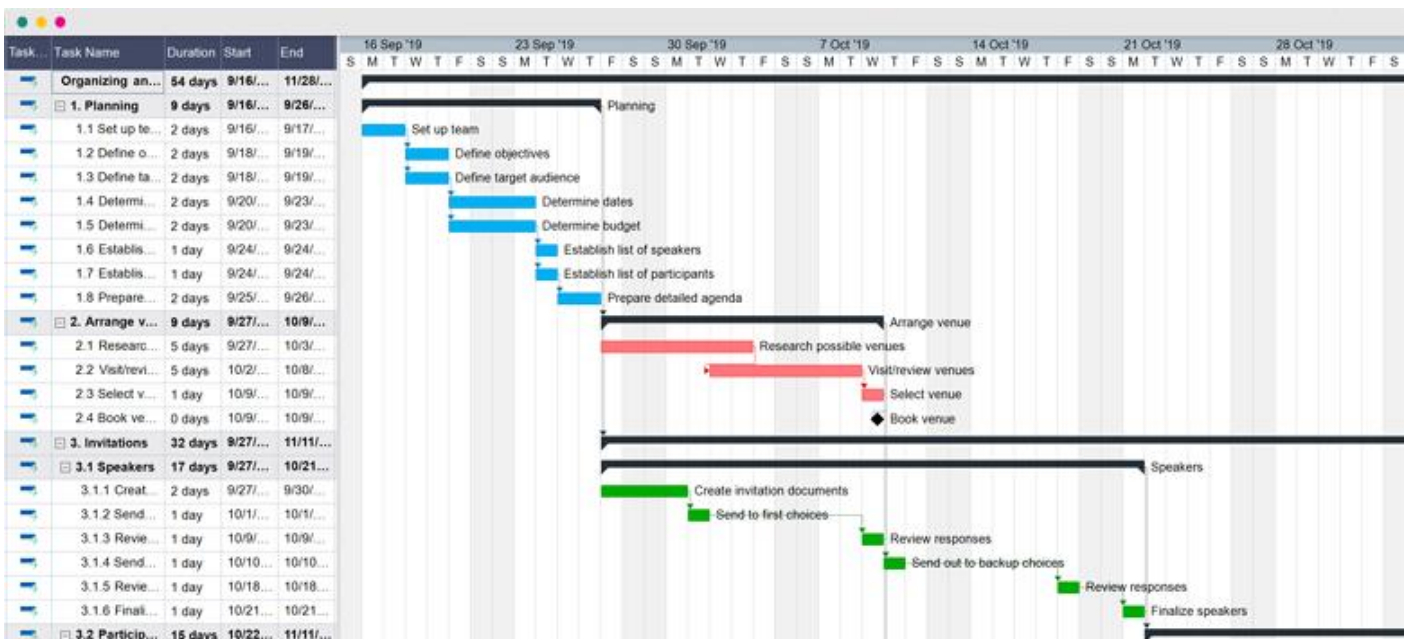 16 Sep '19 23 Sep '19 30 Sep '19 7 Oct '19 14 Oct '19 21 Oct '19 28 Oct '19
Task... Task Name Duration Start End S M T W T F S S M T W T F S S M T W T F S S M T W T F S S M T W T F S S M T W T F S S M T W T F S
Organizing an... 54 days 9/16/... 11/28/...
1. Planning 9 days 9/16/... 9/26/... Planning
1.1 Set up te... 2 days 9/16/... 9/17/... Set up team
1.2 Define o... 2 days 9/18/... 9/19/... Define objectives
1.3 Define ta... 2 days 9/18/... 9/19/... Define target audience
1.4 Determi... 2 days 9/20/... 9/23/... Determine dates
1.5 Determi... 2 days 9/20/... 9/23/... Determine budget
1.6 Establis... 1 day 9/24/... 9/24/... Establish list of speakers
1.7 Establis... 1 day 9/24/... 9/24/... Establish list of participants
1.8 Prepare... 2 days 9/25/... 9/26/... Prepare detailed agenda
2. Arrange v... 9 days 9/27/... 10/9/... Arrange venue
2.1 Researc... 5 days 9/27/... 10/3/... Research possible venues
2.2 Visit/revi... 5 days 10/2/... 10/8/... Visit/review venues
2.3 Select v... 1 day 10/9/... 10/9/... Select venue
2.4 Book ve... 0 days 10/9/... 10/9/... Book venue
3. Invitations 32 days 9/27/... 11/11/...
3.1 Speakers 17 days 9/27/... 10/21... Speakers
3.1.1 Creat... 2 days 9/27/... 9/30/... Create invitation documents
3.1.2 Send... 1 day 10/1/... 10/1/... Send to first choices
3.1.3 Revie... 1 day 10/9/... 10/9/... Review responses
3.1.4 Send... 1 day 10/10... 10/10... Send out to backup choices
3.1.5 Revie... 1 day 10/18... 10/18... Review responses
3.1.6 Finali... 1 day 10/21... 10/21... Finalize speakers
3.2 Particip... 15 days 10/22... 11/11/...